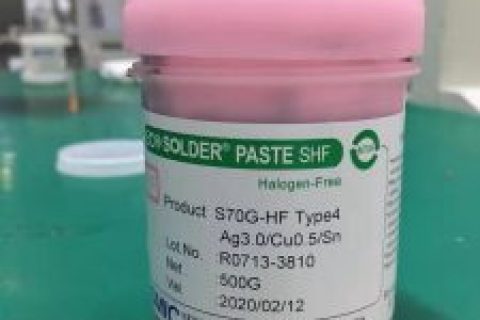 SOLDER® PASTE SHF
Halogen-Free
Product S70G-HF Type4
Ag3.0/Cu0.5/Sn
Lot No. R0713-3810
Net 500G
Val 2020/02/12